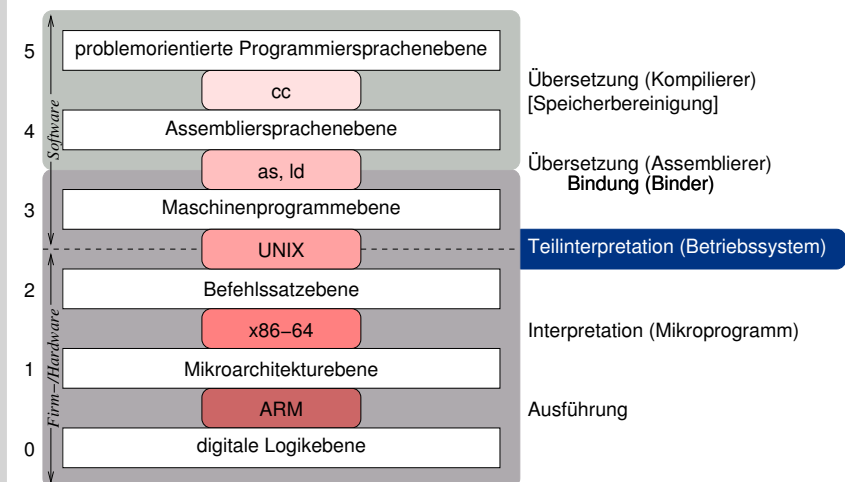 5
problemorientierte Programmiersprachenebene
cc
Übersetzung (Kompilierer)
[Speicherbereinigung]
4
Assembliersprachenebene
Software
as, ld
Übersetzung (Assemblierer)
Bindung (Binder)
3
Maschinenprogrammebene
UNIX
Teilinterpretation (Betriebssystem)
2
Befehlssatzebene
x86−64
Interpretation (Mikroprogramm)
Firm−/Hardware
1
Mikroarchitekturebene
ARM
Ausführung
0
digitale Logikebene